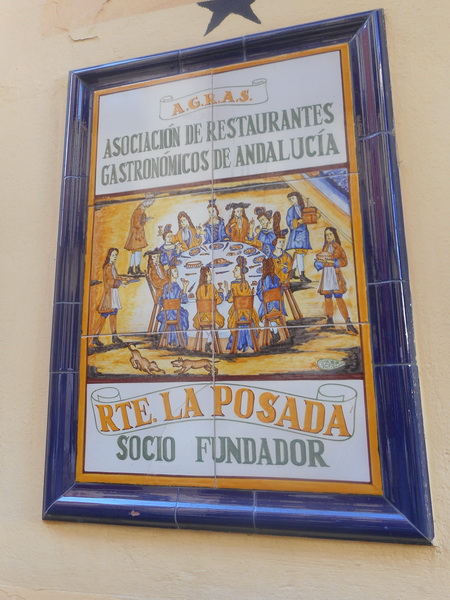 A.G.R.A.S.
ASOCIACIÓN DE RESTAURANTES
GASTRONÓMICOS DE ANDALUCÍA
RTE. LA POSADA
SOCIO FUNDADOR